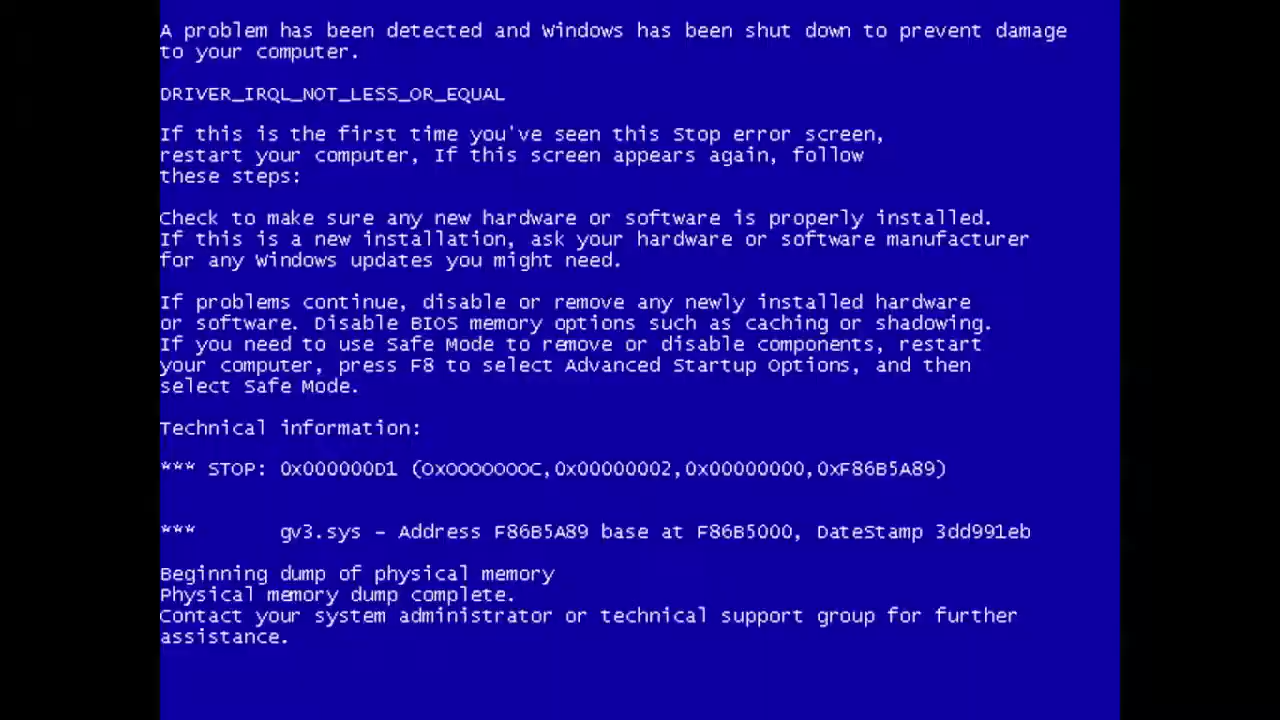 A problem has been detected and Windows has been shut down to prevent damage
to your computer.
DRIVER_IRQL_NOT_LESS_OR_EQUAL
If this is the first time you've seen this Stop error screen,
restart your computer, If this screen appears again, follow
these steps:
Check to make sure any new hardware or software is properly installed.
If this is a new installation, ask your hardware or software manufacturer
for any Windows updates you might need.
If problems continue, disable or remove any newly installed hardware
or software. Disable BIOS memory options such as caching or shadowing.
If you need to use Safe Mode to remove or disable components, restart
your computer, press F8 to select Advanced Startup Options, and then
select Safe Mode.
Technical information:
*** STOP: 0x000000D1 (0x0000000C,0x00000002,0x00000000,0xF86B5A89)
*** gv3.sys – Address F86B5A89 base at F86B5000, DateStamp 3dd991eb
Beginning dump of physical memory
Physical memory dump complete.
Contact your system administrator or technical support group for further
assistance.